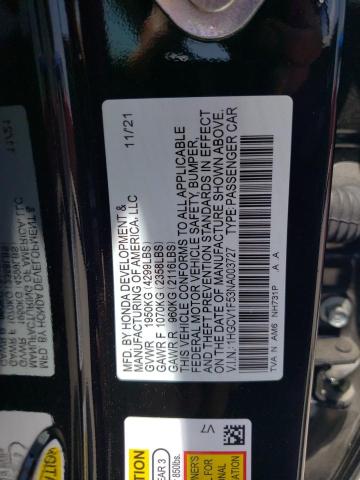 MFD. BY HONDA DEVELOPMENT & 11/21
MANUFACTURING OF AMERICA, LLC
GVWR 1950KG (4299LBS)
GAWR F 1070KG (2358LBS)
GAWR R 960KG (2116LBS)
THIS VEHICLE CONFORMS TO ALL APPLICABLE
FEDERAL MOTOR VEHICLE SAFETY, BUMPER,
AND THEFT PREVENTION STANDARDS IN EFFECT
ON THE DATE OF MANUFACTURE SHOWN ABOVE.
V.I.N.: 1HGCV1F53NA003727 TYPE:PASSENGER CAR
TVA N AM6 NH731P A A
V7